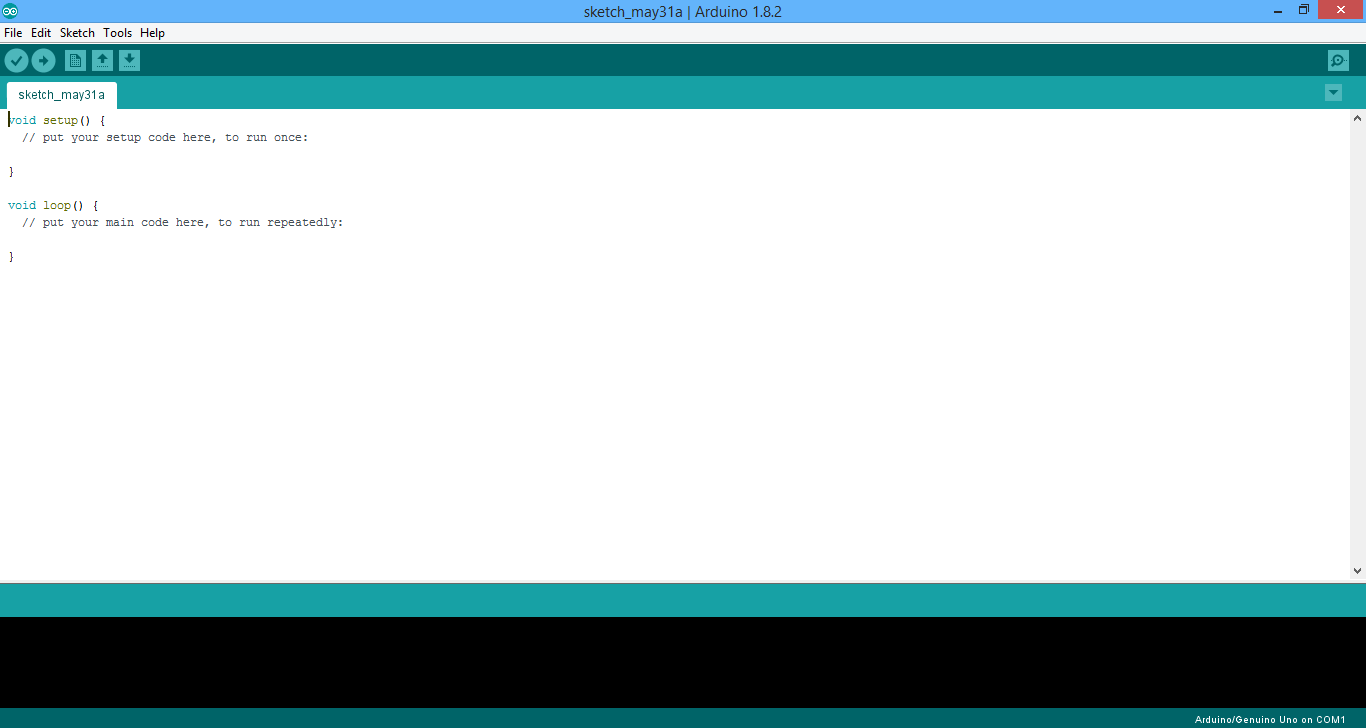 sketch_may31a | Arduino 1.8.2
File Edit Sketch Tools Help
sketch_may31a
void setup() {
  // put your setup code here, to run once:
}
void loop() {
  // put your main code here, to run repeatedly:
}
Arduino/Genuino Uno on COM1